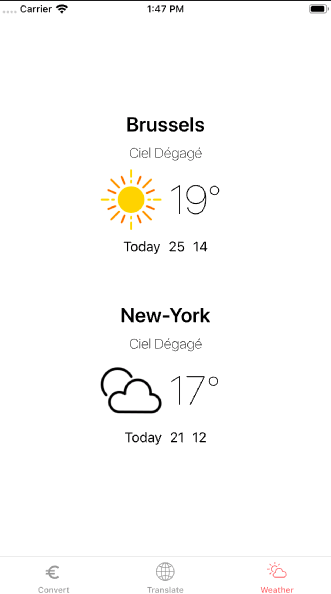 Carrier 1:47 PM
Brussels
Ciel Dégagé
19°
Today 25 14
New-York
Ciel Dégagé
17°
Today 21 12
€
Convert Translate Weather